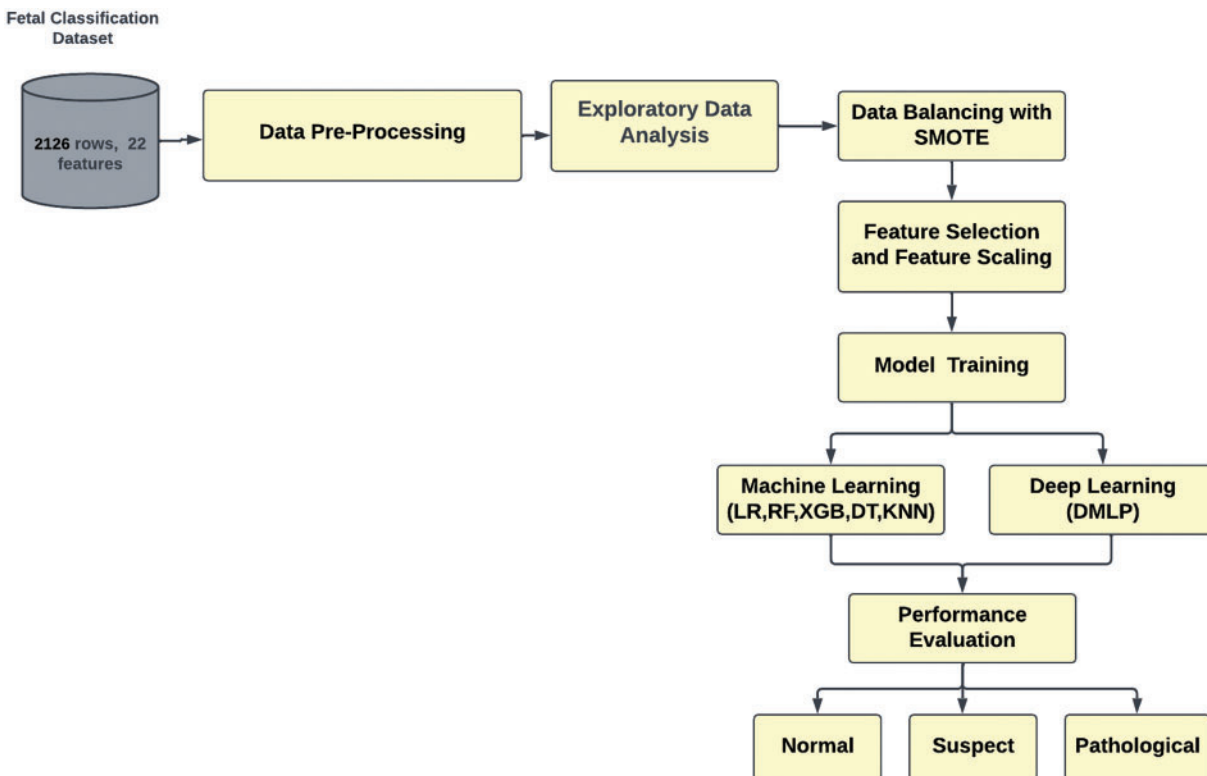 Fetal Classification
Dataset
2126 rows, 22
features
Data Pre-Processing
Exploratory Data
Analysis
Data Balancing with
SMOTE
Feature Selection
and Feature Scaling
Model Training
Machine Learning
(LR,RF,XGB,DT,KNN)
Deep Learning
(DMLP)
Performance
Evaluation
Normal
Suspect
Pathological